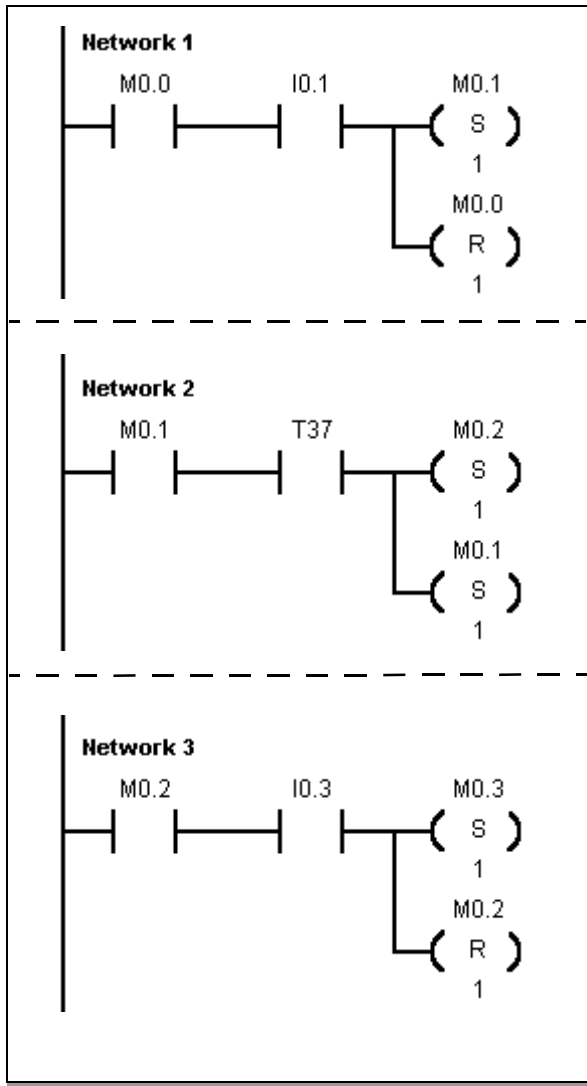 Network 1
M0.0 I0.1 M0.1
S
1
M0.0
R
1
Network 2
M0.1 T37 M0.2
S
1
M0.1
S
1
Network 3
M0.2 I0.3 M0.3
S
1
M0.2
R
1